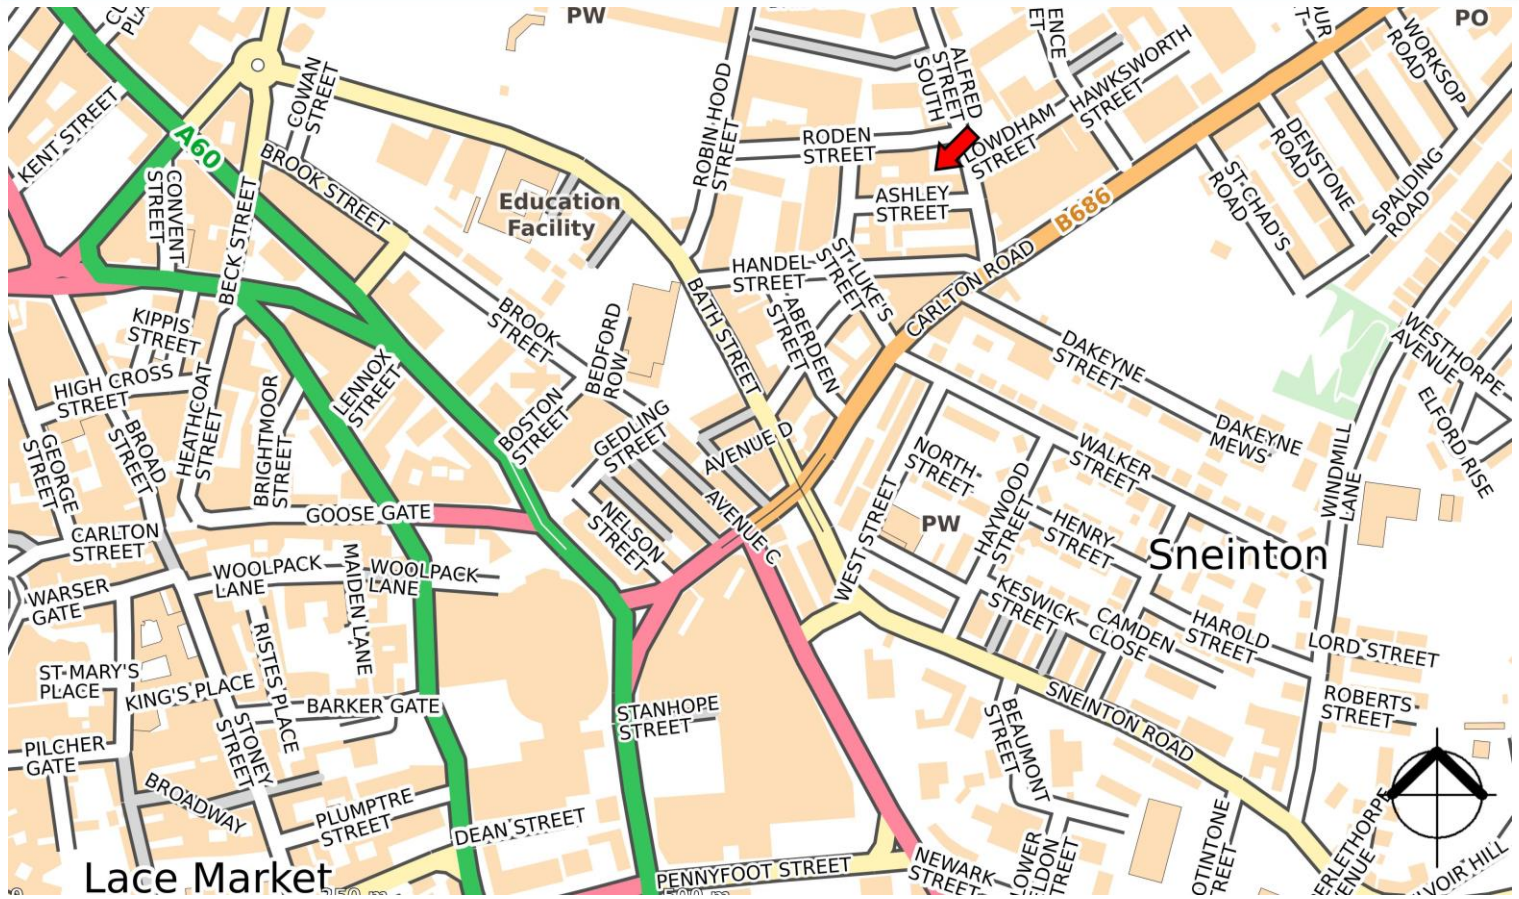 PW
PO
KENT STREET
A60
COWAN
STREET
BROOK STREET
CONVENT
STREET
BECK STREET
Education
Facility
ROBIN HOOD
STREET
RODEN
STREET
ALFRED
STREET
SOUTH
LOWDHAM
STREET
HAWKSWORTH
STREET
ASHLEY
STREET
B686
WORKSOP
ROAD
DENSTONE
ROAD
SPALDING
ROAD
ST·CHAD'S
ROAD
HANDEL
STREET
ST·LUKE'S
STREET
CARLTON ROAD
BATH STREET
ABERDEEN
STREET
KIPPIS
STREET
HIGH CROSS
STREET
BROOK
STREET
BEDFORD
ROW
LENNOX
STREET
BOSTON
STREET
GEDLING
STREET
AVENUE D
AVENUE C
NELSON
STREET
DAKEYNE
STREET
DAKEYNE
MEWS
WALKER
STREET
WESTHORPE
AVENUE
ELFORD RISE
WINDMILL
LANE
GEORGE
STREET
BROAD
STREET
HEATHCOAT
STREET
BRIGHTMOOR
STREET
GOOSE GATE
CARLTON
STREET
WARSER
GATE
WOOLPACK
LANE
MAIDEN LANE
WOOLPACK
LANE
NORTH
STREET
WEST STREET
PW
HAYWOOD
STREET
HENRY
STREET
Sneinton
KESWICK
STREET
CAMDEN
CLOSE
HAROLD
STREET
LORD STREET
ROBERTS
STREET
ST·MARY'S
PLACE
KING'S PLACE
RISTES PLACE
BARKER GATE
STANHOPE
STREET
SNEINTON ROAD
BEAUMONT
STREET
PILCHER
GATE
STONEY
STREET
BROADWAY
PLUMPTRE
STREET
DEAN STREET
PENNYFOOT STREET
NEWARK
STREET
LOWER
Lace Market